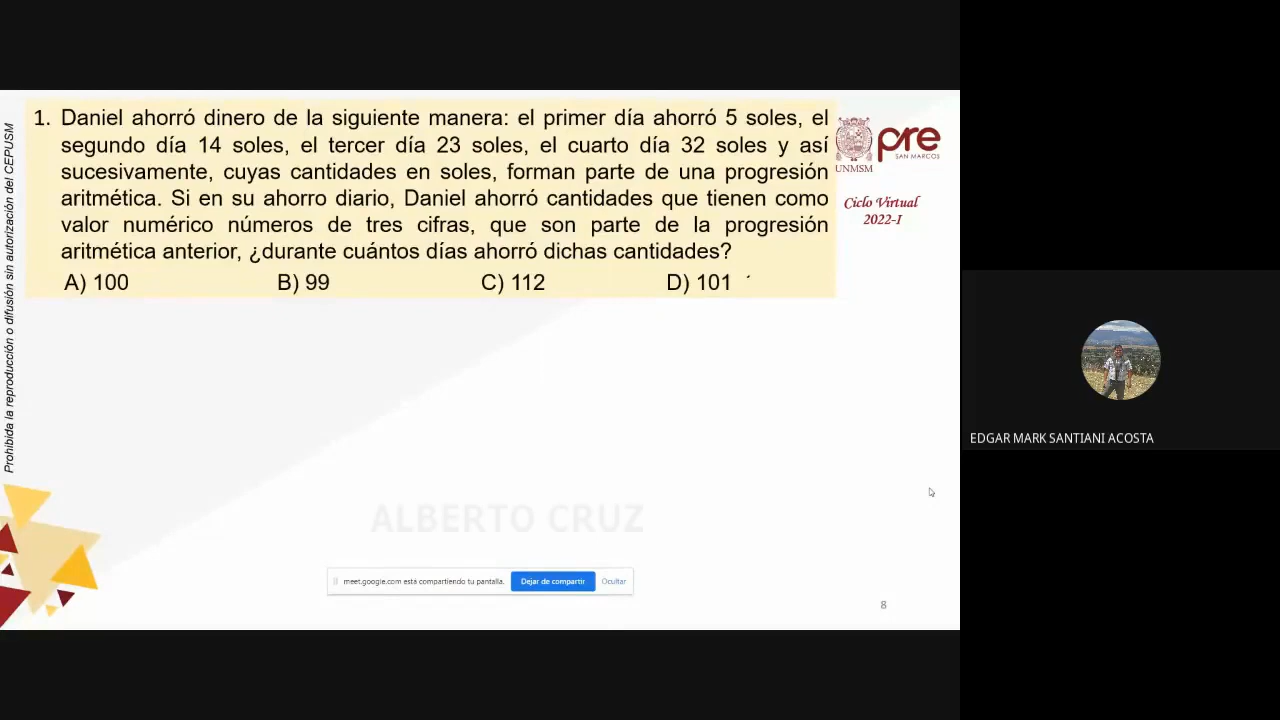 Prohibida la reproducción o difusión sin autorización del CEPUSM
1. Daniel ahorró dinero de la siguiente manera: el primer día ahorró 5 soles, el
segundo día 14 soles, el tercer día 23 soles, el cuarto día 32 soles y así
sucesivamente, cuyas cantidades en soles, forman parte de una progresión
aritmética. Si en su ahorro diario, Daniel ahorró cantidades que tienen como
valor numérico números de tres cifras, que son parte de la progresión
aritmética anterior, ¿durante cuántos días ahorró dichas cantidades?
A) 100 B) 99 C) 112 D) 101
UNMSM
pre
SAN MARCOS
Ciclo Virtual
2022-I
EDGAR MARK SANTIANI ACOSTA
ALBERTO CRUZ
meet.google.com está compartiendo tu pantalla. Dejar de compartir Ocultar
8